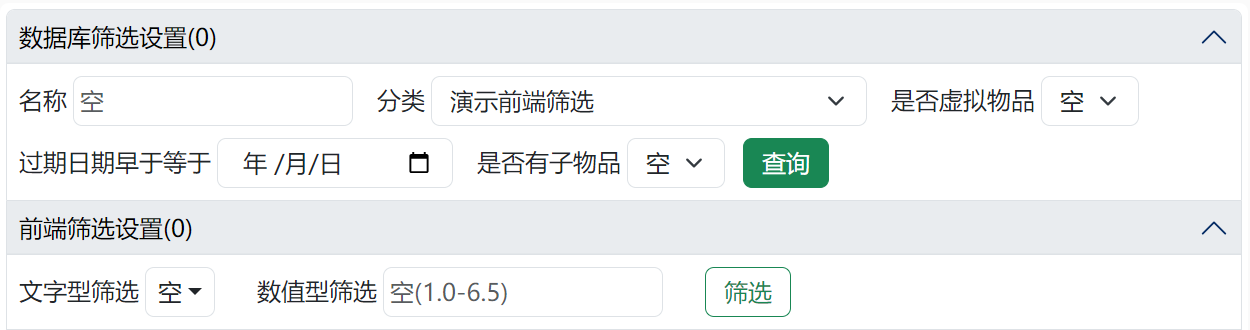 数据库筛选设置(0)
名称 空 分类 演示前端筛选 是否虚拟物品 空
过期日期早于等于 年 /月/日 是否有子物品 空 查询
前端筛选设置(0)
文字型筛选 空 数值型筛选 空(1.0-6.5) 筛选